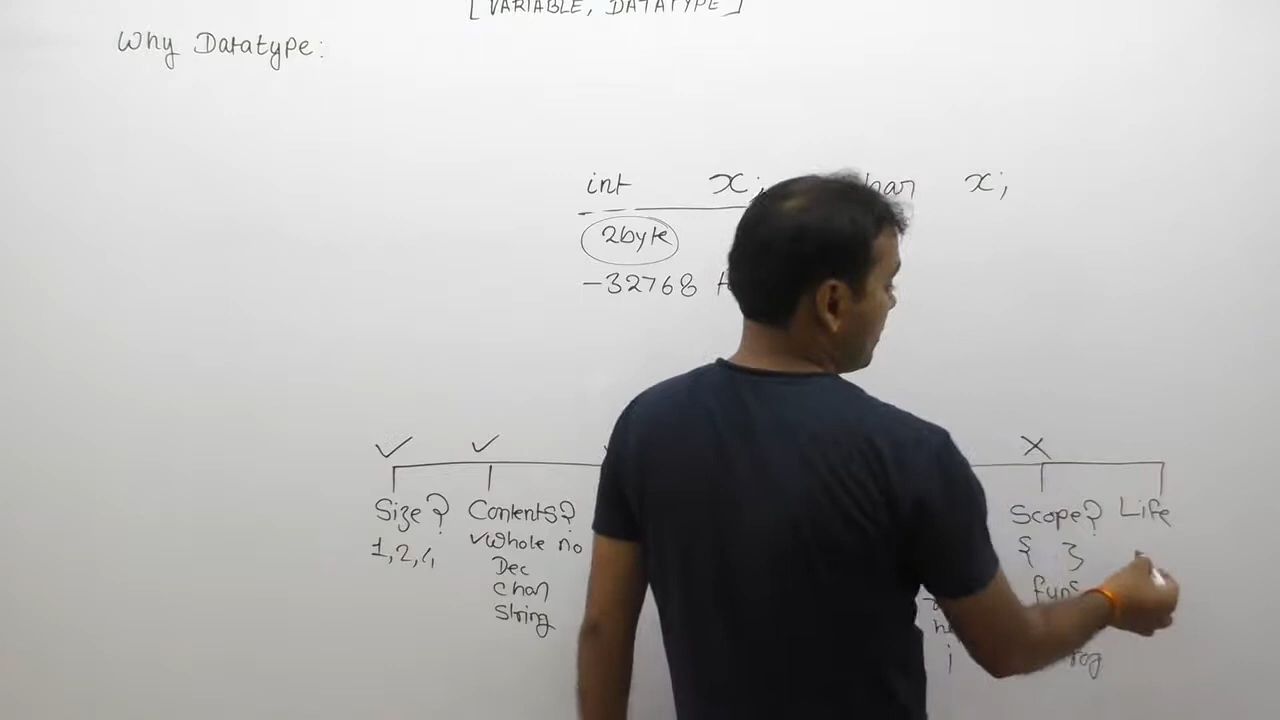 [VARIABLE, DATATYPE]
Why Datatype:
int x; har x;
2byte
-32768 t
Size? Contents? Scope? Life
1,2,4 ✓Whole no { }
Dec
char func
string